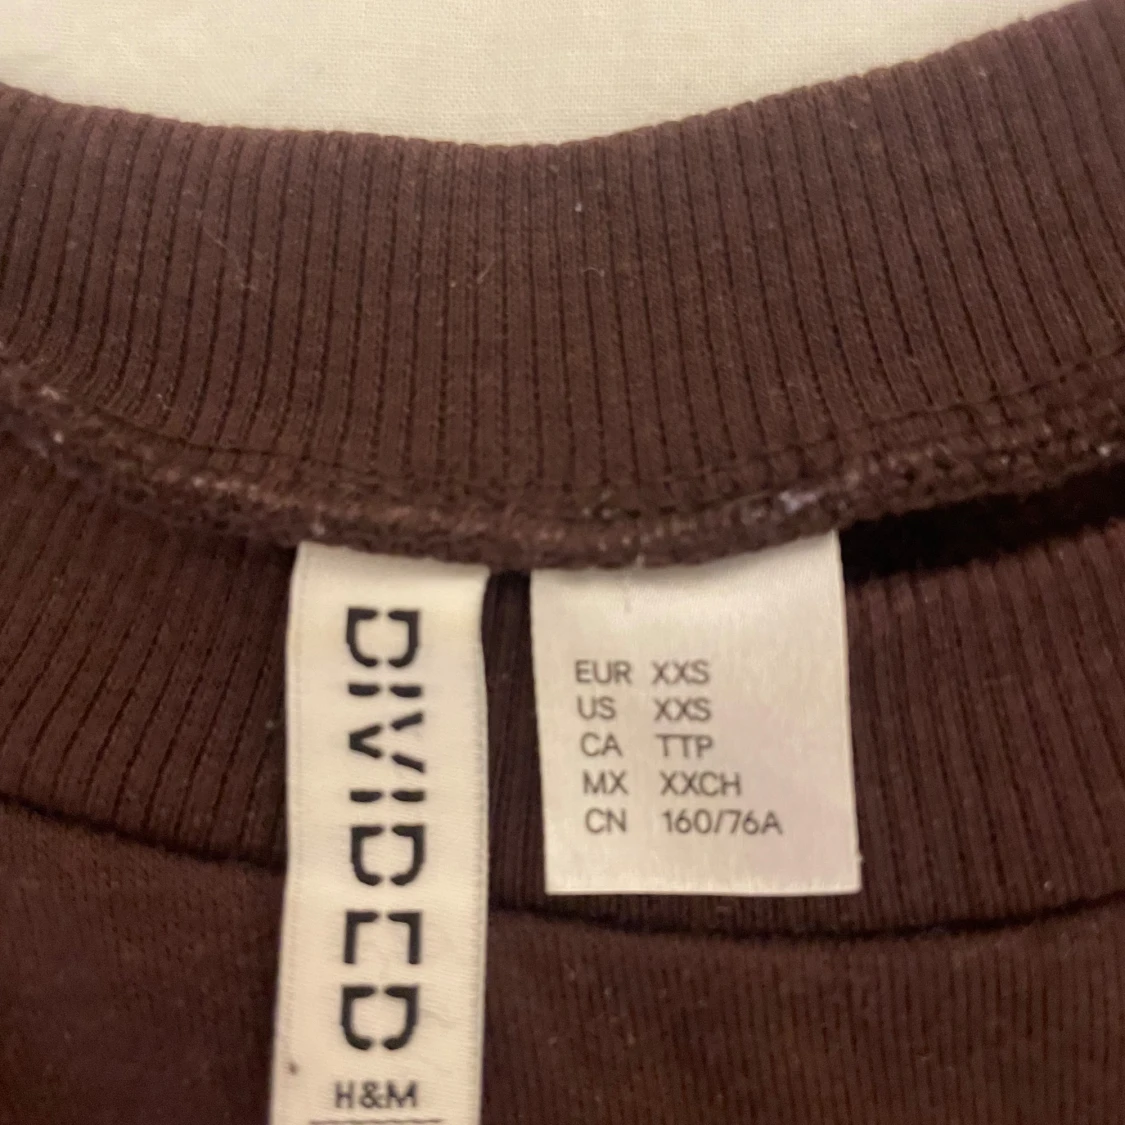 DIVIDED
H&M
EUR XXS
US XXS
CA TTP
MX XXCH
CN 160/76A